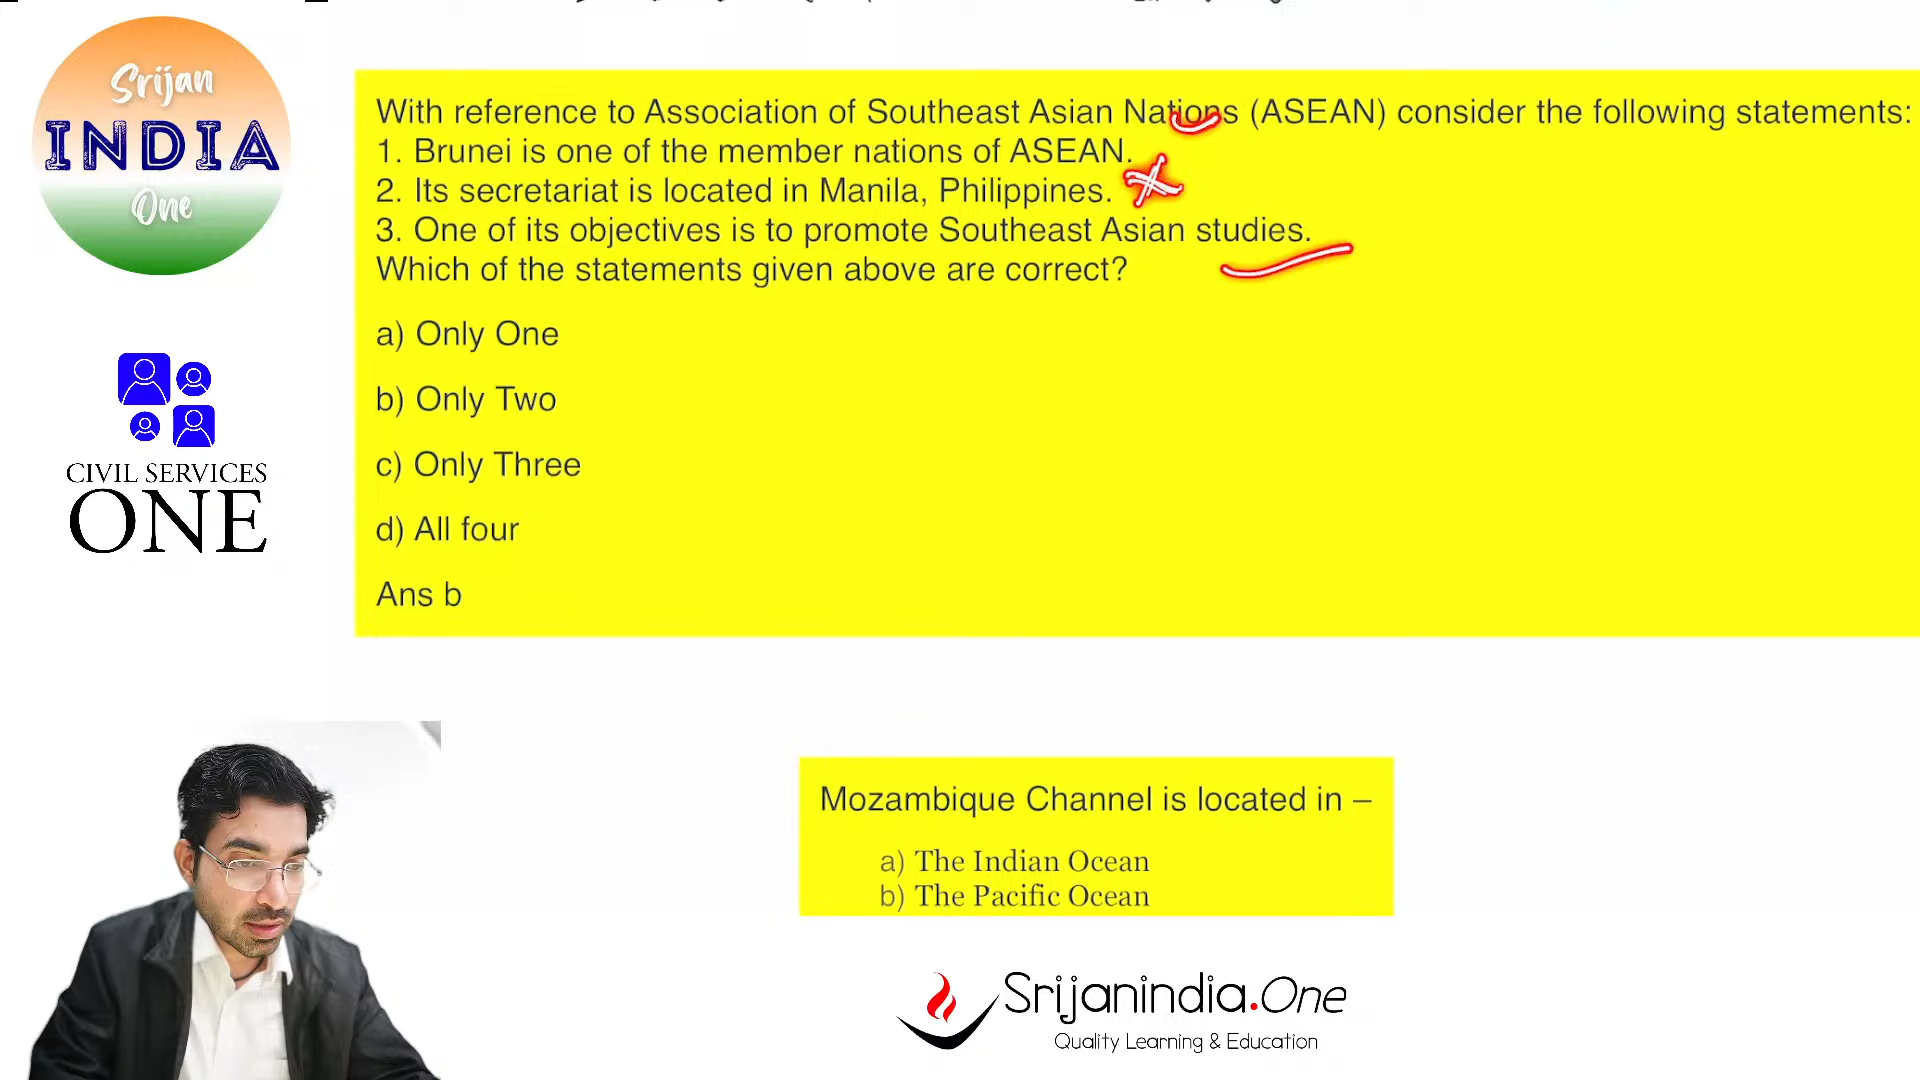 Srijan
INDIA
One
With reference to Association of Southeast Asian Nations (ASEAN) consider the following statements:
1. Brunei is one of the member nations of ASEAN.
2. Its secretariat is located in Manila, Philippines.
3. One of its objectives is to promote Southeast Asian studies.
Which of the statements given above are correct?
a) Only One
b) Only Two
c) Only Three
d) All four
Ans b
CIVIL SERVICES
ONE
Mozambique Channel is located in –
a) The Indian Ocean
b) The Pacific Ocean
Srijanindia.One
Quality Learning & Education